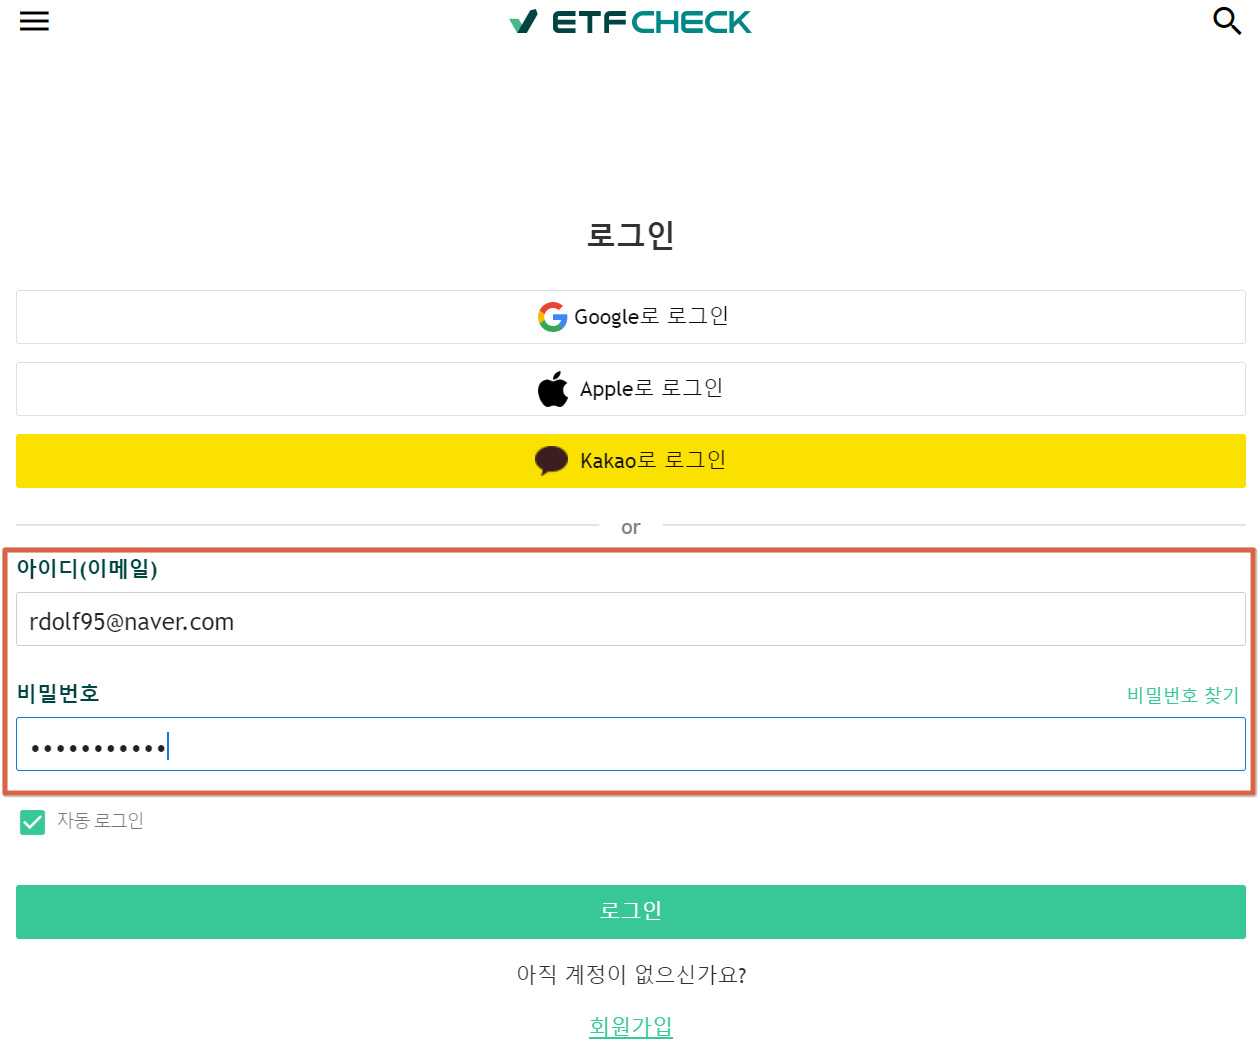 ETFCHECK
로그인
Google로 로그인
Apple로 로그인
Kakao로 로그인
or
아이디(이메일)
rdolf95@naver.com
비밀번호
비밀번호 찾기
•••••••••••
자동 로그인
로그인
아직 계정이 없으신가요?
회원가입